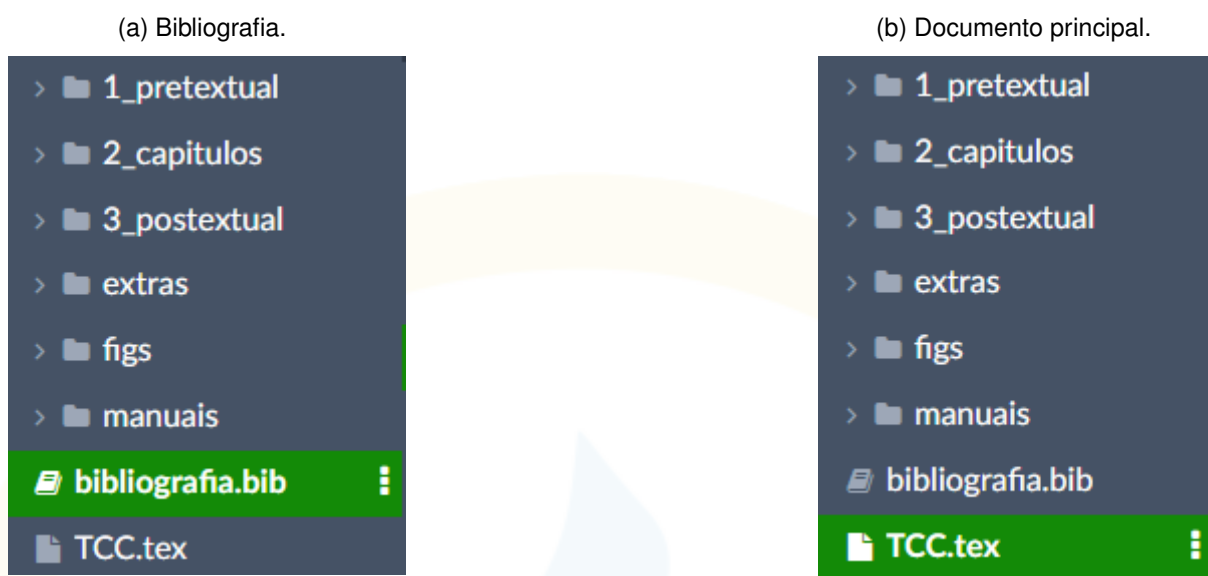 (a) Bibliografia.
1_pretextual
2_capitulos
3_postextual
extras
figs
manuais
bibliografia.bib
TCC.tex
(b) Documento principal.
1_pretextual
2_capitulos
3_postextual
extras
figs
manuais
bibliografia.bib
TCC.tex